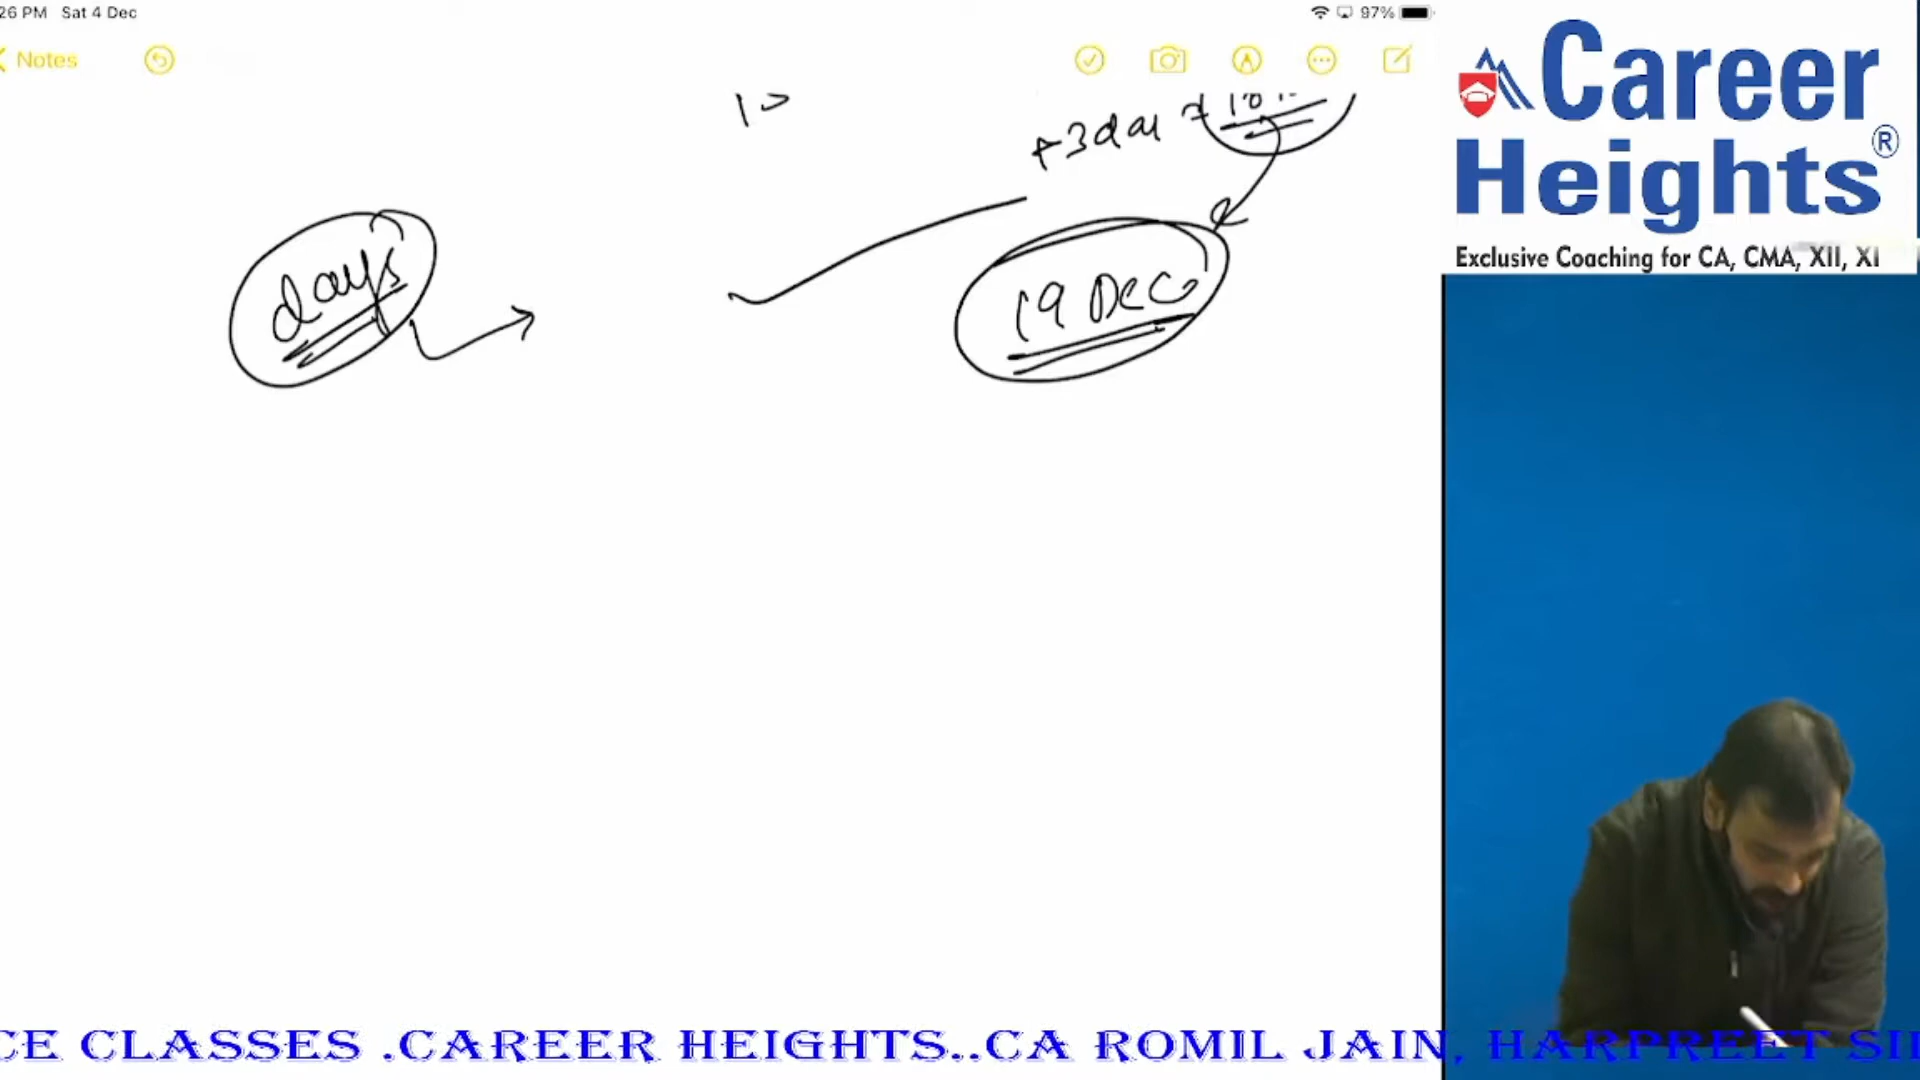 26 PM Sat 4 Dec
97%
Notes
+3
days
19 Dec
Career
Heights®
Exclusive Coaching for CA, CMA, XII, XI
CE CLASSES .CAREER HEIGHTS..CA ROMIL JAIN, HARPREET SI